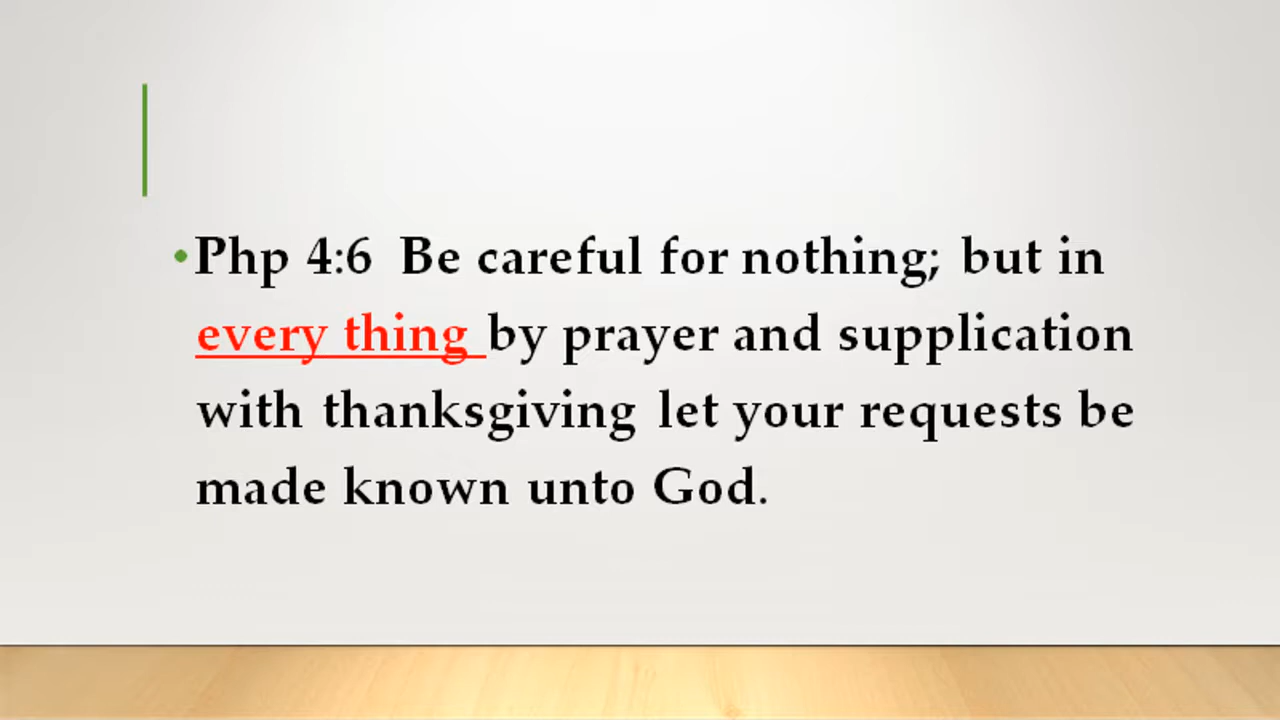 •Php 4:6  Be careful for nothing; but in
every thing by prayer and supplication
with thanksgiving let your requests be
made known unto God.